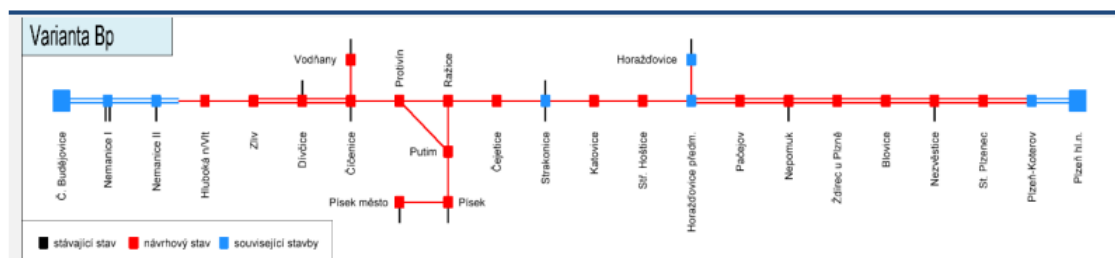 Varianta Bp
Vodňany
Protivín
Ražice
Horažďovice
Č. Budějovice
Nemanice I
Nemanice II
Hluboká n/Vlt
Zliv
Dívčice
Číčenice
Putim
Čejetice
Strakonice
Katovice
Stř. Hoštice
Horažďovice předm.
Pačejov
Nepomuk
Ždírec u Plzně
Blovice
Nezvěstice
St. Plzenec
Plzeň-Koterov
Plzeň hl.n.
Písek město
Písek
stávající stav
návrhový stav
související stavby